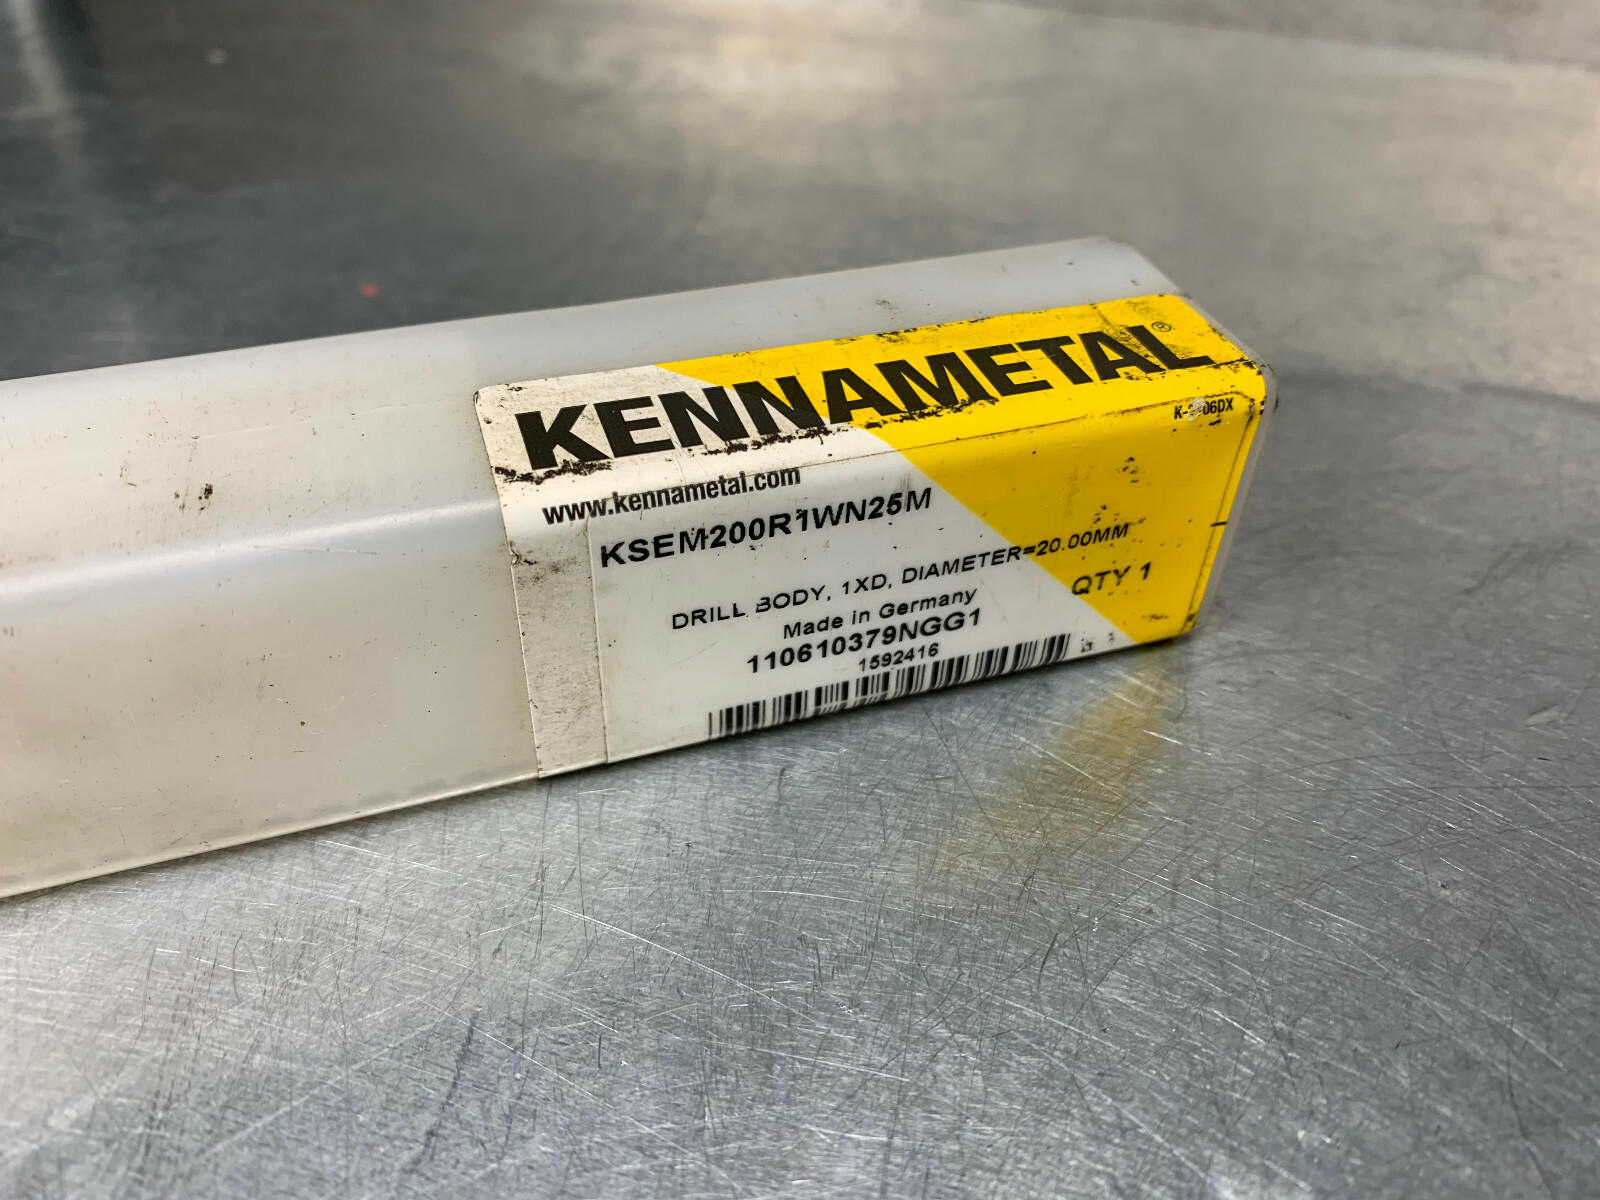 KENNAMETAL®
www.kennametal.com
KSEM200R1WN25M
DRILL BODY, 1XD, DIAMETER=20.00MM
QTY 1
Made in Germany
110610379NGG1
1592416